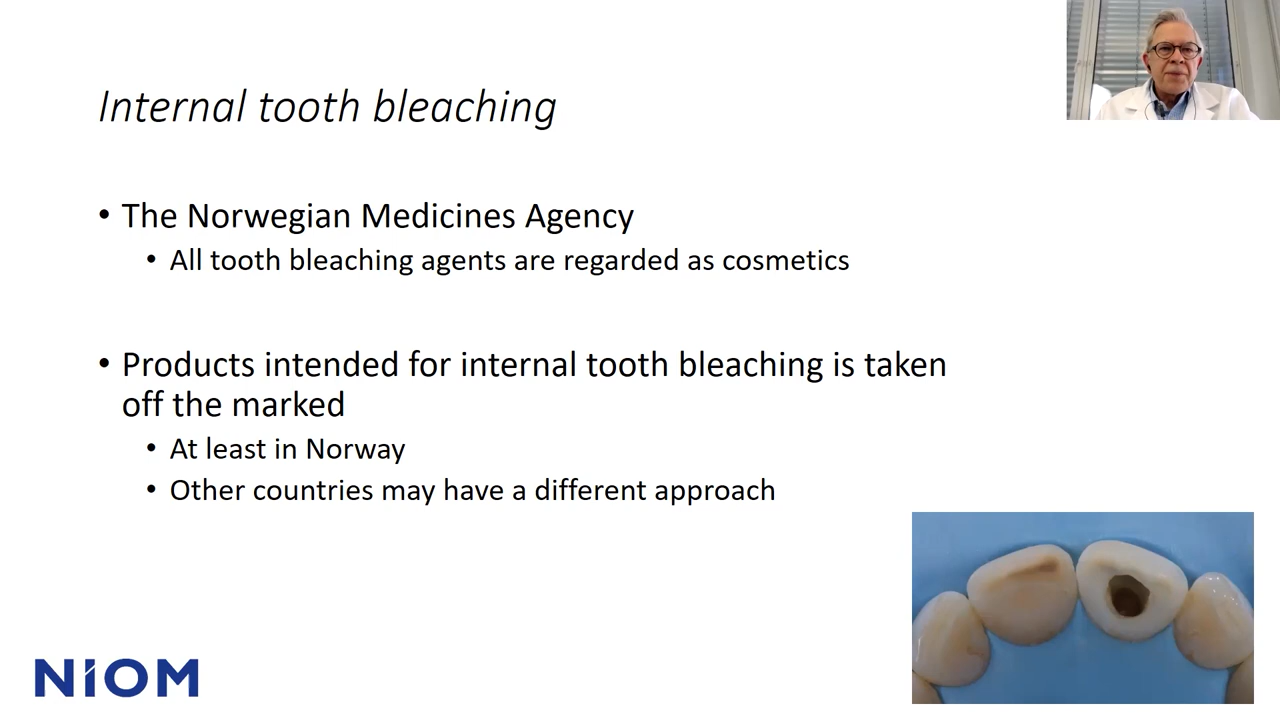 Internal tooth bleaching
• The Norwegian Medicines Agency
• All tooth bleaching agents are regarded as cosmetics
• Products intended for internal tooth bleaching is taken
off the marked
• At least in Norway
• Other countries may have a different approach
NIOM